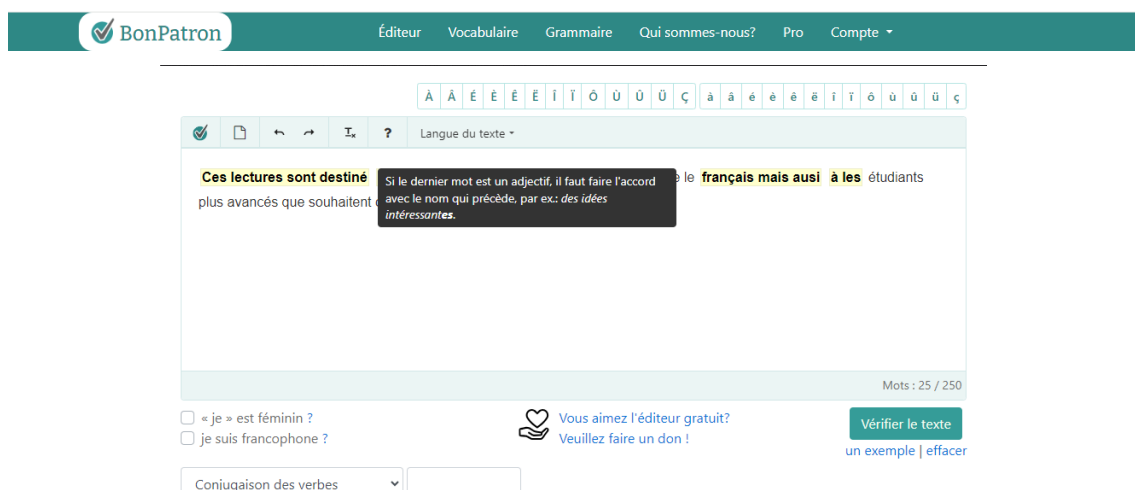 BonPatron Éditeur Vocabulaire Grammaire Qui sommes-nous? Pro Compte
À Â É È Ê Ë Î Ï Ô Ù Û Ü Ç à â é è ê ë î ï ô ù û ü ç
? Langue du texte
Ces lectures sont destiné le français mais ausi à les étudiants
plus avancés que souhaitent
Si le dernier mot est un adjectif, il faut faire l'accord
avec le nom qui précède, par ex.: des idées
intéressantes.
Mots : 25 / 250
« je » est féminin ?
je suis francophone ?
Vous aimez l'éditeur gratuit?
Veuillez faire un don !
Vérifier le texte
un exemple | effacer
Conjugaison des verbes